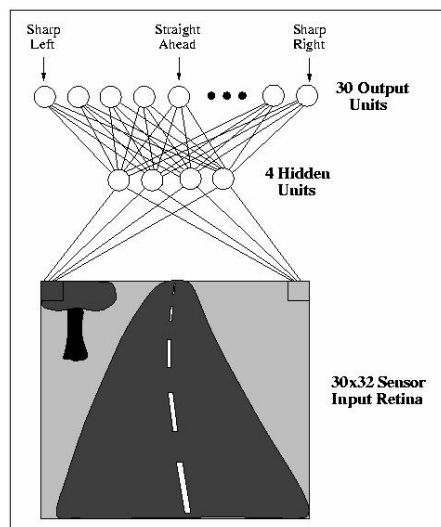 Sharp
Left
Straight
Ahead
Sharp
Right
30 Output
Units
4 Hidden
Units
30x32 Sensor
Input Retina